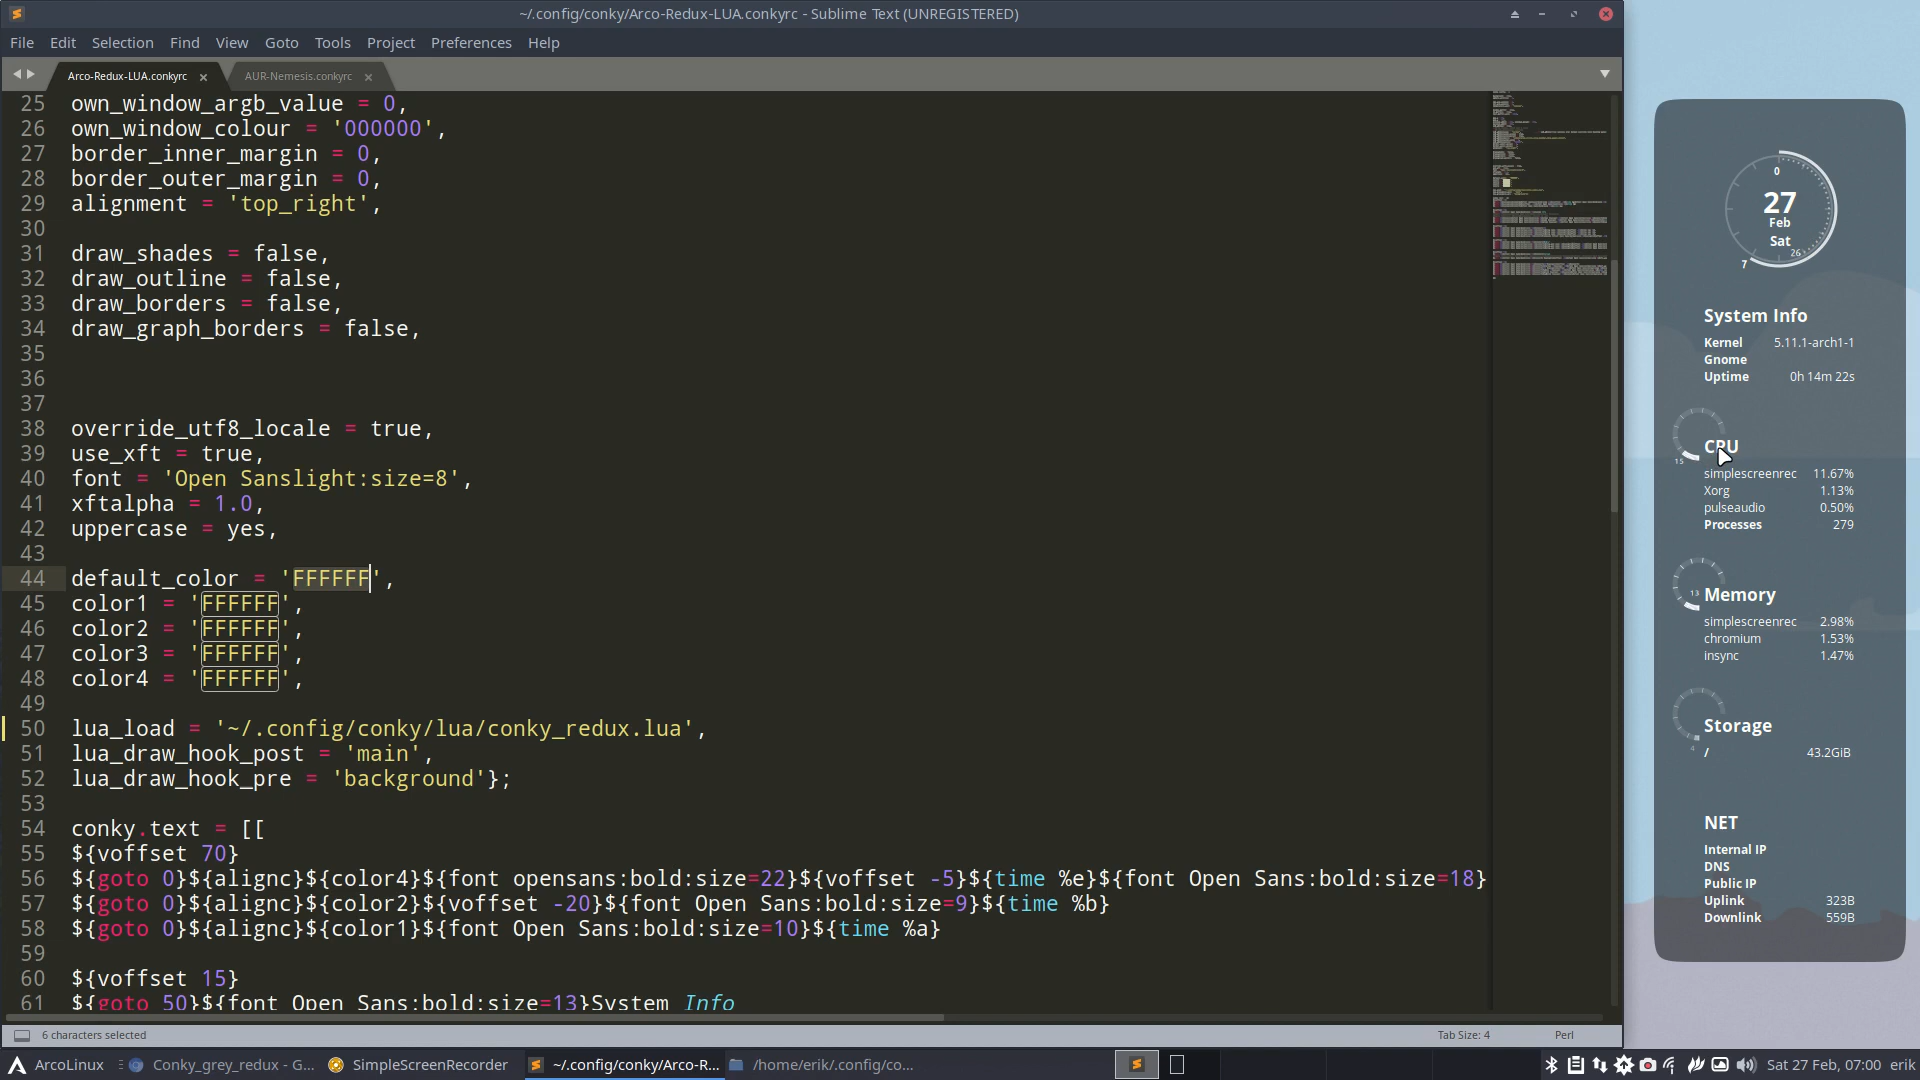 ~/.config/conky/Arco-Redux-LUA.conkyrc - Sublime Text (UNREGISTERED)
File Edit Selection Find View Goto Tools Project Preferences Help
Arco-Redux-LUA.conkyrc × AUR-Nemesis.conkyrc ×
25 own_window_argb_value = 0,
26 own_window_colour = '000000',
27 border_inner_margin = 0,
28 border_outer_margin = 0,
29 alignment = 'top_right',
30
31 draw_shades = false,
32 draw_outline = false,
33 draw_borders = false,
34 draw_graph_borders = false,
35
36
37
38 override_utf8_locale = true,
39 use_xft = true,
40 font = 'Open Sanslight:size=8',
41 xftalpha = 1.0,
42 uppercase = yes,
43
44 default_color = 'FFFFFF',
45 color1 = 'FFFFFF',
46 color2 = 'FFFFFF',
47 color3 = 'FFFFFF',
48 color4 = 'FFFFFF',
49
50 lua_load = '~/.config/conky/lua/conky_redux.lua',
51 lua_draw_hook_post = 'main',
52 lua_draw_hook_pre = 'background'};
53
54 conky.text = [[
55 ${voffset 70}
56 ${goto 0}${alignc}${color4}${font opensans:bold:size=22}${voffset -5}${time %e}${font Open Sans:bold:size=18}
57 ${goto 0}${alignc}${color2}${voffset -20}${font Open Sans:bold:size=9}${time %b}
58 ${goto 0}${alignc}${color1}${font Open Sans:bold:size=10}${time %a}
59
60 ${voffset 15}
61 ${goto 50}${font Open Sans:bold:size=13}System Info
6 characters selected
Tab Size: 4
Perl
0
27
Feb
Sat
26
7
System Info
Kernel 5.11.1-arch1-1
Gnome
Uptime 0h 14m 22s
CPU
15
simplescreenrec 11.67%
Xorg 1.13%
pulseaudio 0.50%
Processes 279
13
Memory
simplescreenrec 2.98%
chromium 1.53%
insync 1.47%
Storage
4
/ 43.2GiB
NET
Internal IP
DNS
Public IP
Uplink 323B
Downlink 559B
ArcoLinux
Conky_grey_redux - G...
SimpleScreenRecorder
~/.config/conky/Arco-R...
/home/erik/.config/co...
Sat 27 Feb, 07:00
erik